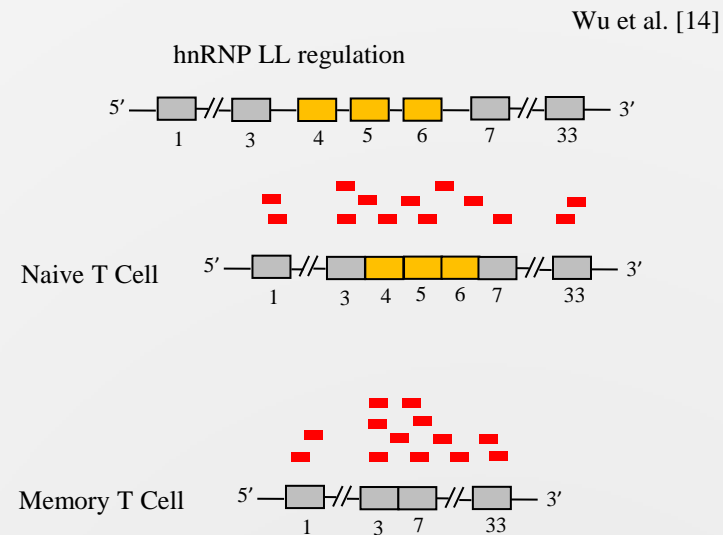 Wu et al. [14]
hnRNP LL regulation
5′ 3′
1 3 4 5 6 7 33
Naive T Cell 5′ 3′
1 3 4 5 6 7 33
Memory T Cell 5′ 3′
1 3 7 33